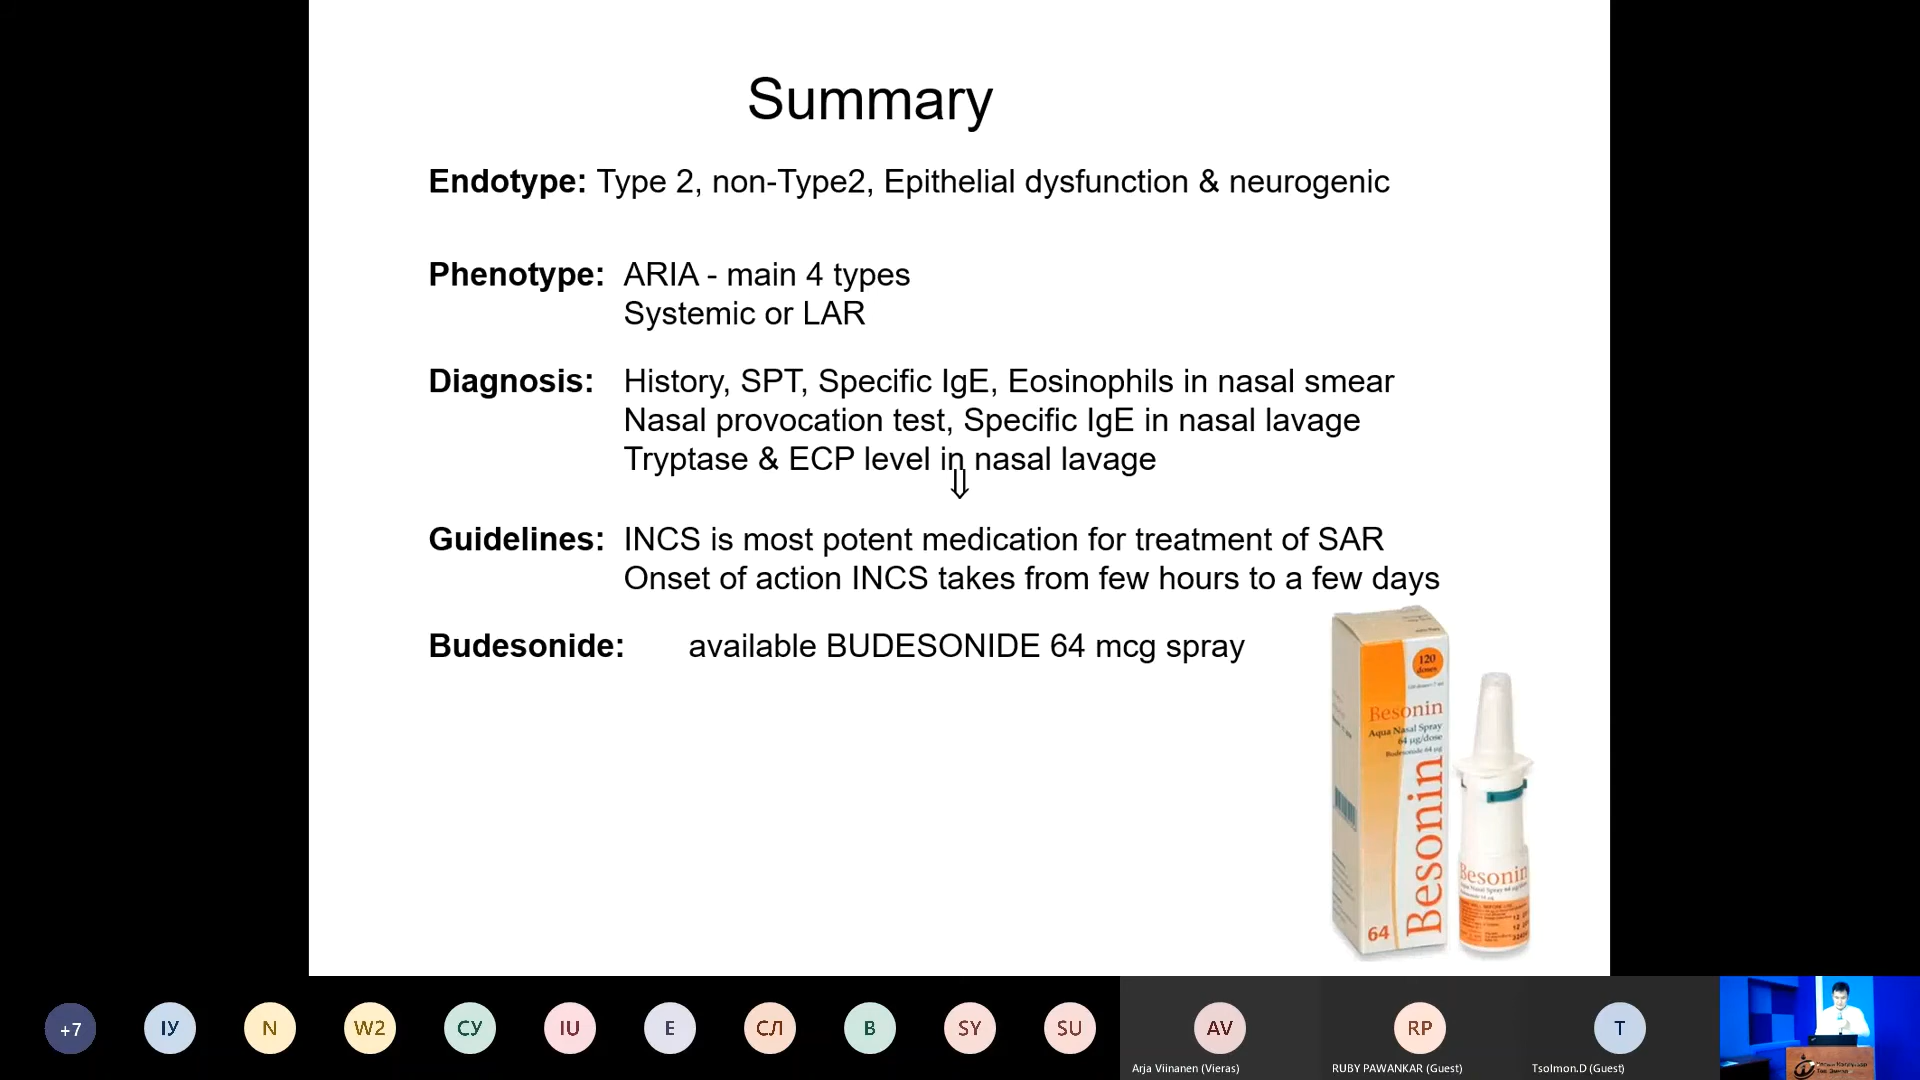 Summary
Endotype: Type 2, non-Type2, Epithelial dysfunction & neurogenic
Phenotype: ARIA - main 4 types
Systemic or LAR
Diagnosis: History, SPT, Specific IgE, Eosinophils in nasal smear
Nasal provocation test, Specific IgE in nasal lavage
Tryptase & ECP level in nasal lavage
⇓
Guidelines: INCS is most potent medication for treatment of SAR
Onset of action INCS takes from few hours to a few days
Budesonide: available BUDESONIDE 64 mcg spray
120
doses
Besonin
Aqua Nasal Spray
64 µg/dose
Budesonide 64 µg
Besonin
64
Besonin
+7
ІУ
N
W2
СУ
IU
E
СЛ
B
SY
SU
AV
RP
T
Arja Viinanen (Vieras)
RUBY PAWANKAR (Guest)
Tsolmon.D (Guest)